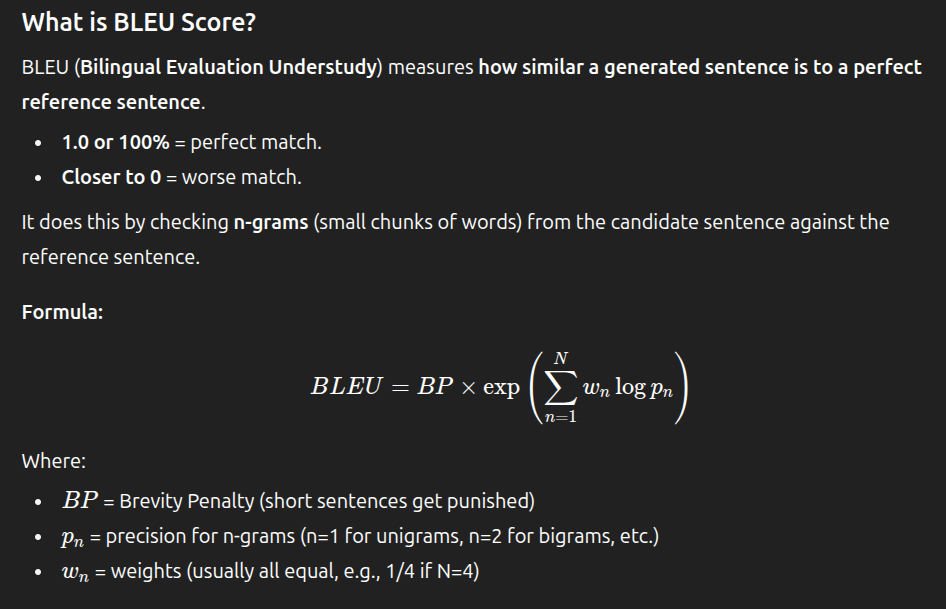 What is BLEU Score?
BLEU (Bilingual Evaluation Understudy) measures how similar a generated sentence is to a perfect
reference sentence.
• 1.0 or 100% = perfect match.
• Closer to 0 = worse match.
It does this by checking n-grams (small chunks of words) from the candidate sentence against the
reference sentence.
Formula:
$BLEU = BP \times \exp\left(\sum_{n=1}^{N} w_n \log p_n\right)$
Where:
• BP = Brevity Penalty (short sentences get punished)
• $p_n$ = precision for n-grams (n=1 for unigrams, n=2 for bigrams, etc.)
• $w_n$ = weights (usually all equal, e.g., 1/4 if N=4)